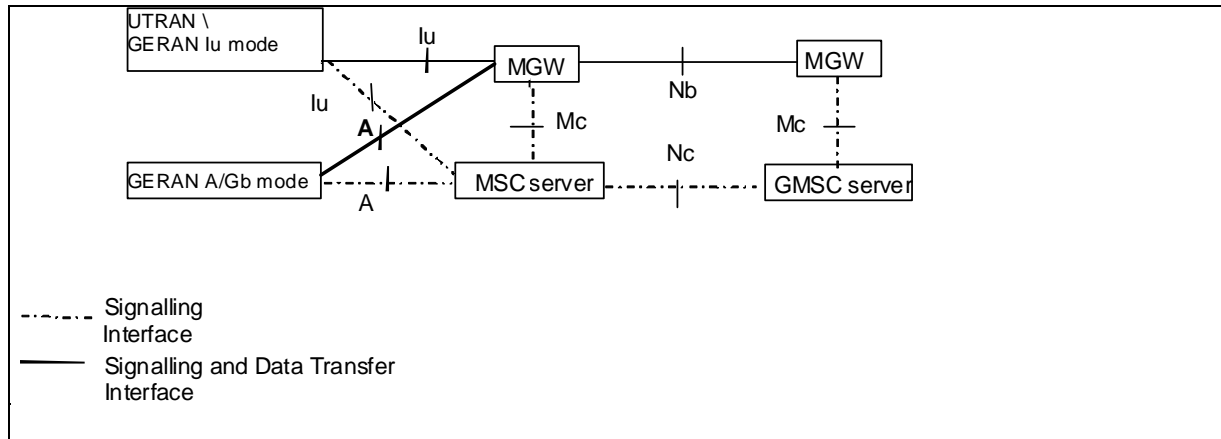 UTRAN \
GERAN Iu mode
Iu
MGW
MGW
Nb
Iu
A
Mc
Mc
Nc
GERAN A/Gb mode
MSC server
GMSC server
A
Signalling
Interface
Signalling and Data Transfer
Interface